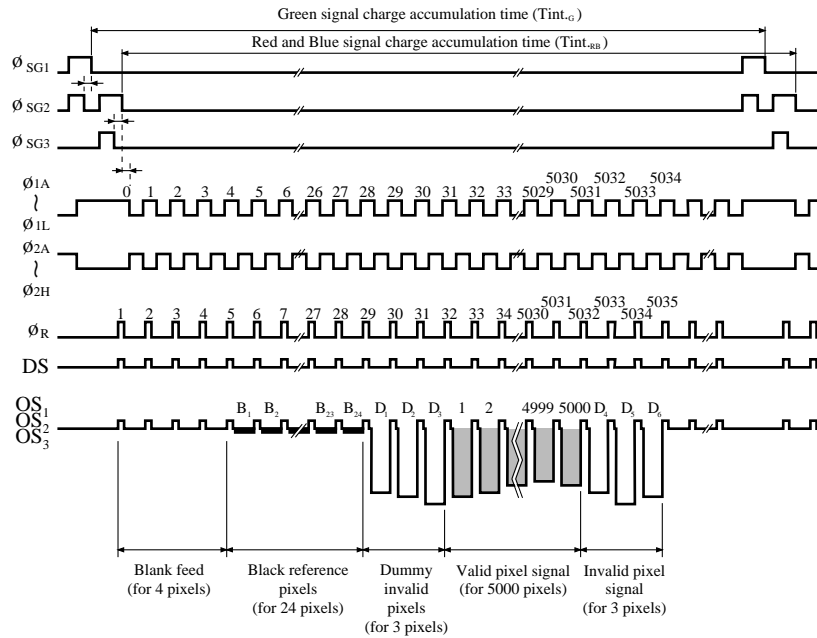 Green signal charge accumulation time (Tint.G)
Red and Blue signal charge accumulation time (Tint.RB)
ø SG1
ø SG2
ø SG3
ø1A
~
ø1L
0 1 2 3 4 5 6 26 27 28 29 30 31 32 33 5029 5030 5031 5032 5033 5034
ø2A
~
ø2H
1 2 3 4 5 6 7 27 28 29 30 31 32 33 34 5030 5031 5032 5033 5034 5035
øR
DS
OS1
OS2
OS3
B1 B2 B23 B24 D1 D2 D3 1 2 4999 5000 D4 D5 D6
Blank feed
(for 4 pixels)
Black reference
pixels
(for 24 pixels)
Dummy
invalid
pixels
(for 3 pixels)
Valid pixel signal
(for 5000 pixels)
Invalid pixel
signal
(for 3 pixels)